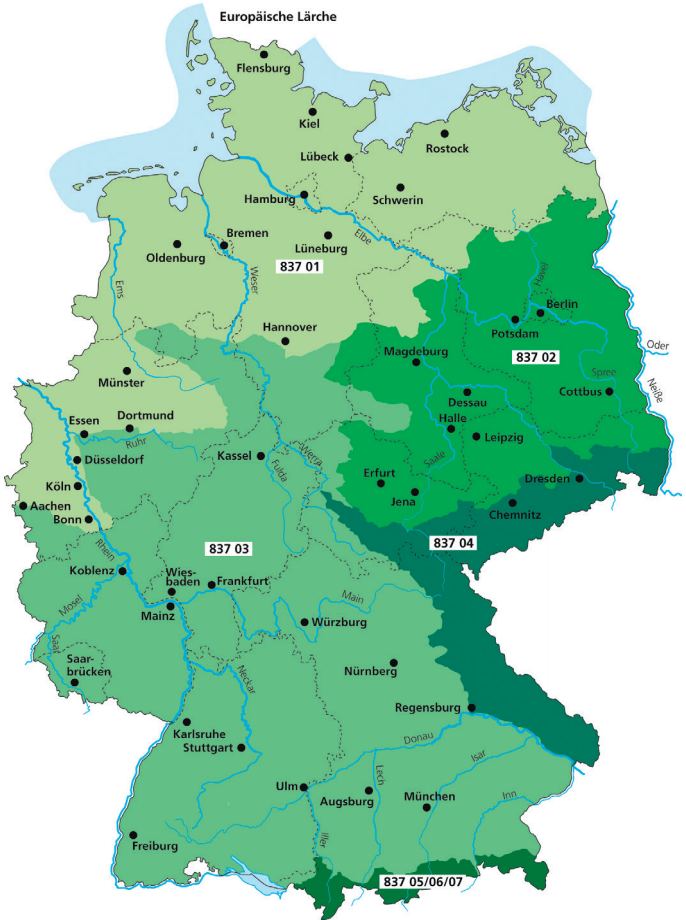 Europäische Lärche
Flensburg
Kiel
Rostock
Lübeck
Hamburg
Schwerin
Bremen
Oldenburg
Lüneburg
Elbe
837 01
Weser
Ems
Havel
Hannover
Berlin
Potsdam
Oder
Magdeburg
837 02
Münster
Spree
Neiße
Dessau
Cottbus
Essen
Dortmund
Halle
Ruhr
Leipzig
Düsseldorf
Kassel
Werra
Saale
Fulda
Erfurt
Dresden
Köln
Jena
Aachen
Chemnitz
Bonn
837 03
837 04
Rhein
Koblenz
Wies-
baden
Frankfurt
Mosel
Main
Mainz
Würzburg
Saar
Saar-
brücken
Nürnberg
Neckar
Regensburg
Karlsruhe
Stuttgart
Donau
Isar
Lech
Ulm
Augsburg
München
Inn
Iller
Freiburg
837 05/06/07